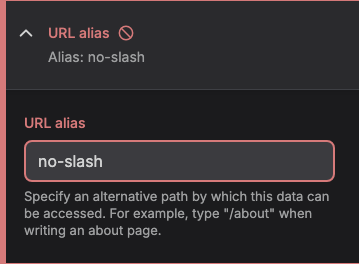 URL alias
Alias: no-slash
URL alias
no-slash
Specify an alternative path by which this data can
be accessed. For example, type "/about" when
writing an about page.